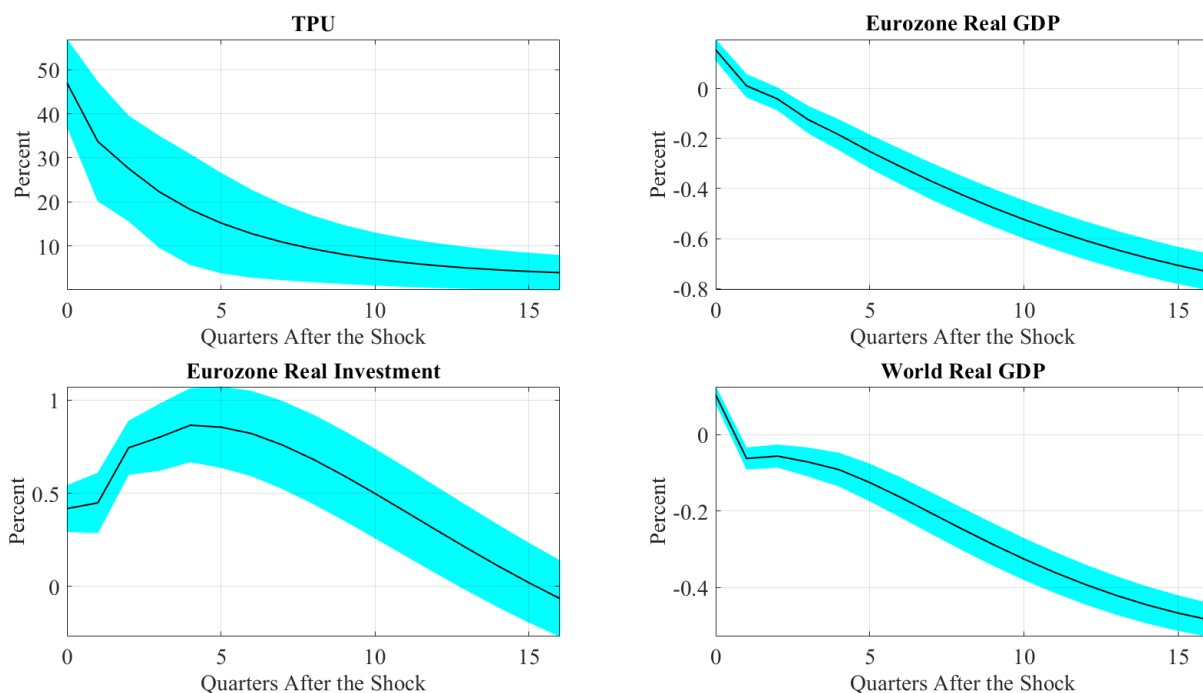 TPU
Percent
50
40
30
20
10
0
5
10
15
Quarters After the Shock
Eurozone Real GDP
Percent
0
-0.2
-0.4
-0.6
-0.8
0
5
10
15
Quarters After the Shock
Eurozone Real Investment
Percent
1
0.5
0
0
5
10
15
Quarters After the Shock
World Real GDP
Percent
0
-0.2
-0.4
0
5
10
15
Quarters After the Shock